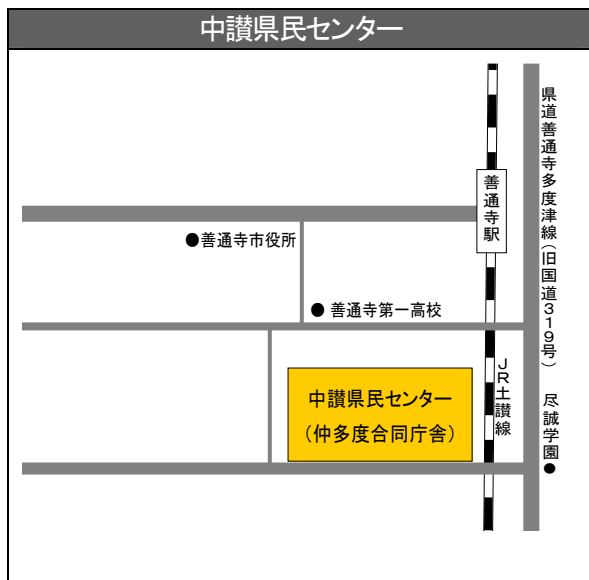 中讃県民センター
善通寺駅
県道善通寺多度津線(旧国道319号)
●善通寺市役所
● 善通寺第一高校
JR土讃線
中讃県民センター
(仲多度合同庁舎)
尽誠学園●